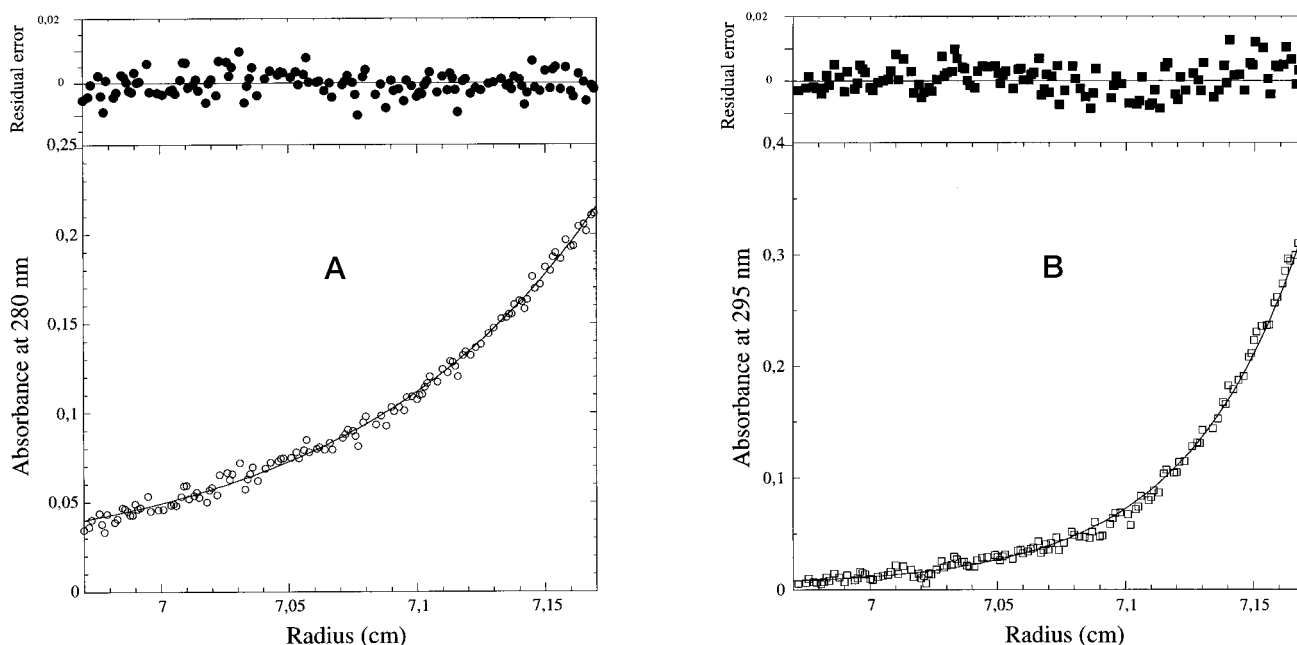 0,02
Residual error
0
0,25
0,2
A
Absorbance at 280 nm
0,15
0,1
0,05
0
7
7,05
7,1
7,15
Radius (cm)
0,02
Residual error
0
0,4
0,3
B
Absorbance at 295 nm
0,2
0,1
0
7
7,05
7,1
7,15
Radius (cm)